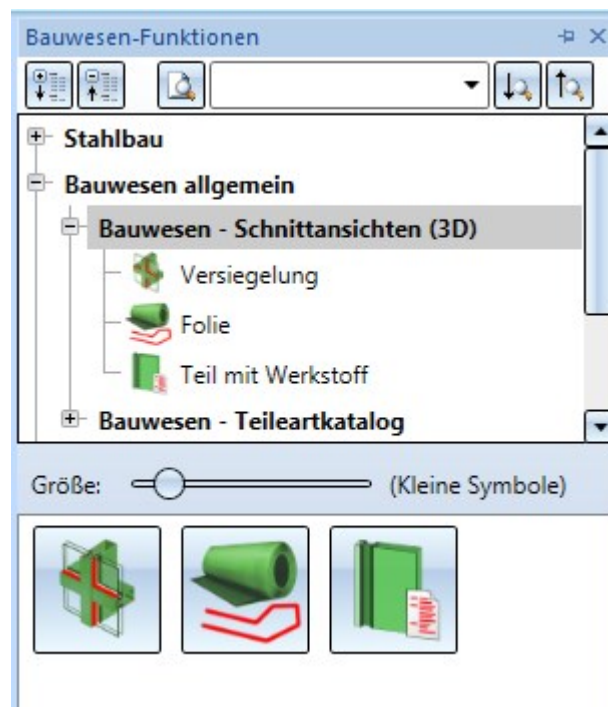 Bauwesen-Funktionen
Stahlbau
Bauwesen allgemein
Bauwesen - Schnittansichten (3D)
Versiegelung
Folie
Teil mit Werkstoff
Bauwesen - Teileartkatalog
Größe: (Kleine Symbole)